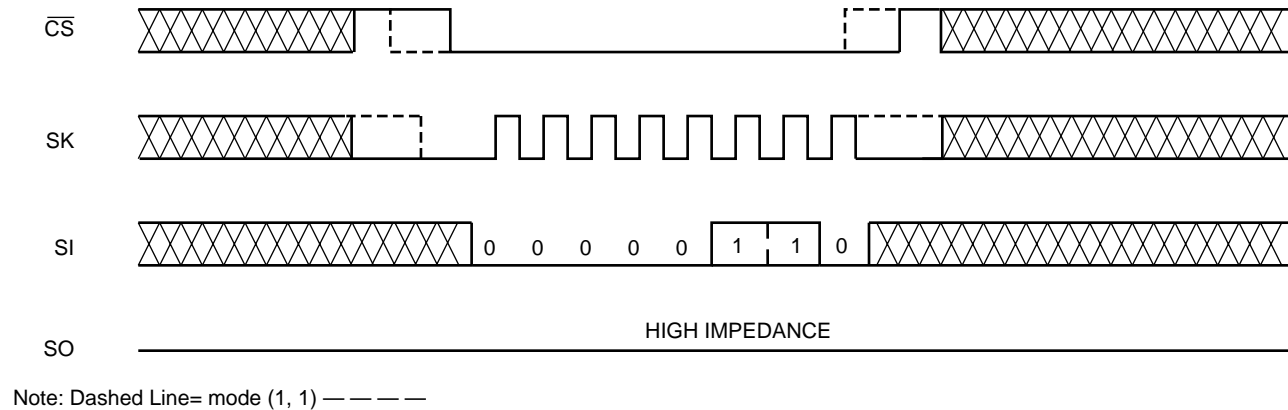 CS
SK
SI 0 0 0 0 0 1 1 0
HIGH IMPEDANCE
SO
Note: Dashed Line= mode (1, 1) — — — —